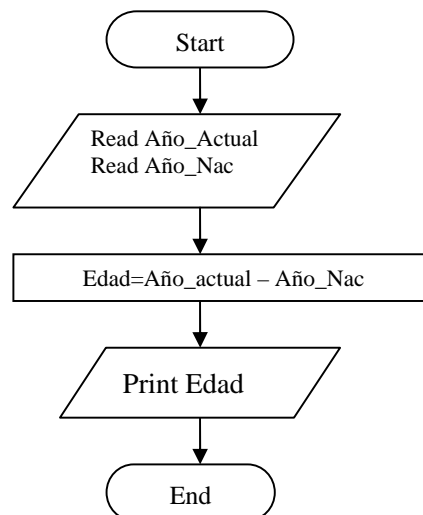 Start
Read Año_Actual
Read Año_Nac
Edad=Año_actual – Año_Nac
Print Edad
End